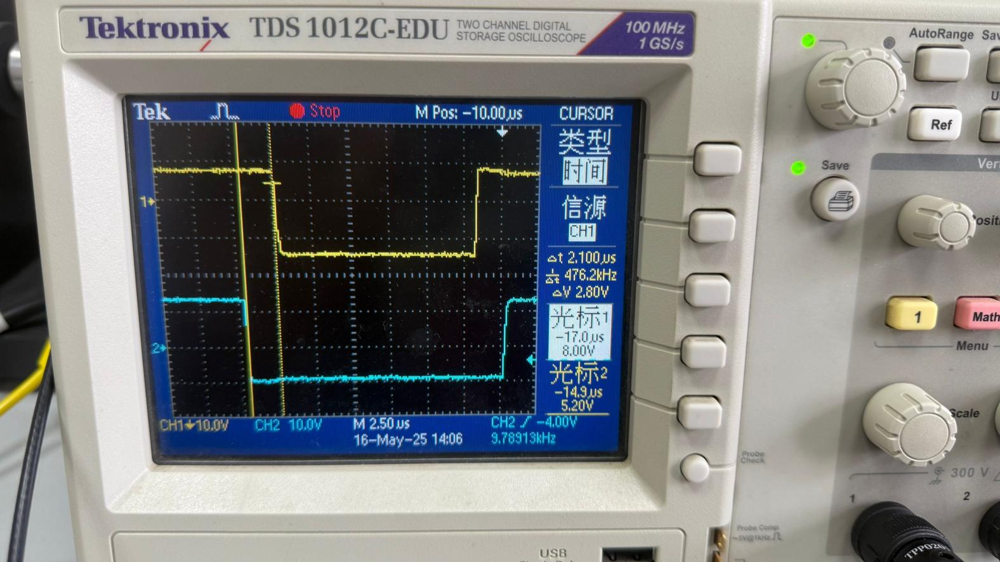 Tektronix TDS 1012C-EDU TWO CHANNEL DIGITAL STORAGE OSCILLOSCOPE
100 MHz
1 GS/s
AutoRange
Ref
Save
1
Math
Menu
Scale
Probe Check
300 V
1
2
Probe Comp
~5V@1kHz
USB
Tek Stop M Pos: -10.00µs CURSOR
类型
时间
信源
CH1
Δt 2.100µs
1/Δt 476.2kHz
ΔV 2.80V
光标1
-17.0µs
8.00V
光标2
-14.9µs
5.20V
1
2
CH1 10.0V CH2 10.0V M 2.50µs CH2 -4.00V
16-May-25 14:06 9.78913kHz